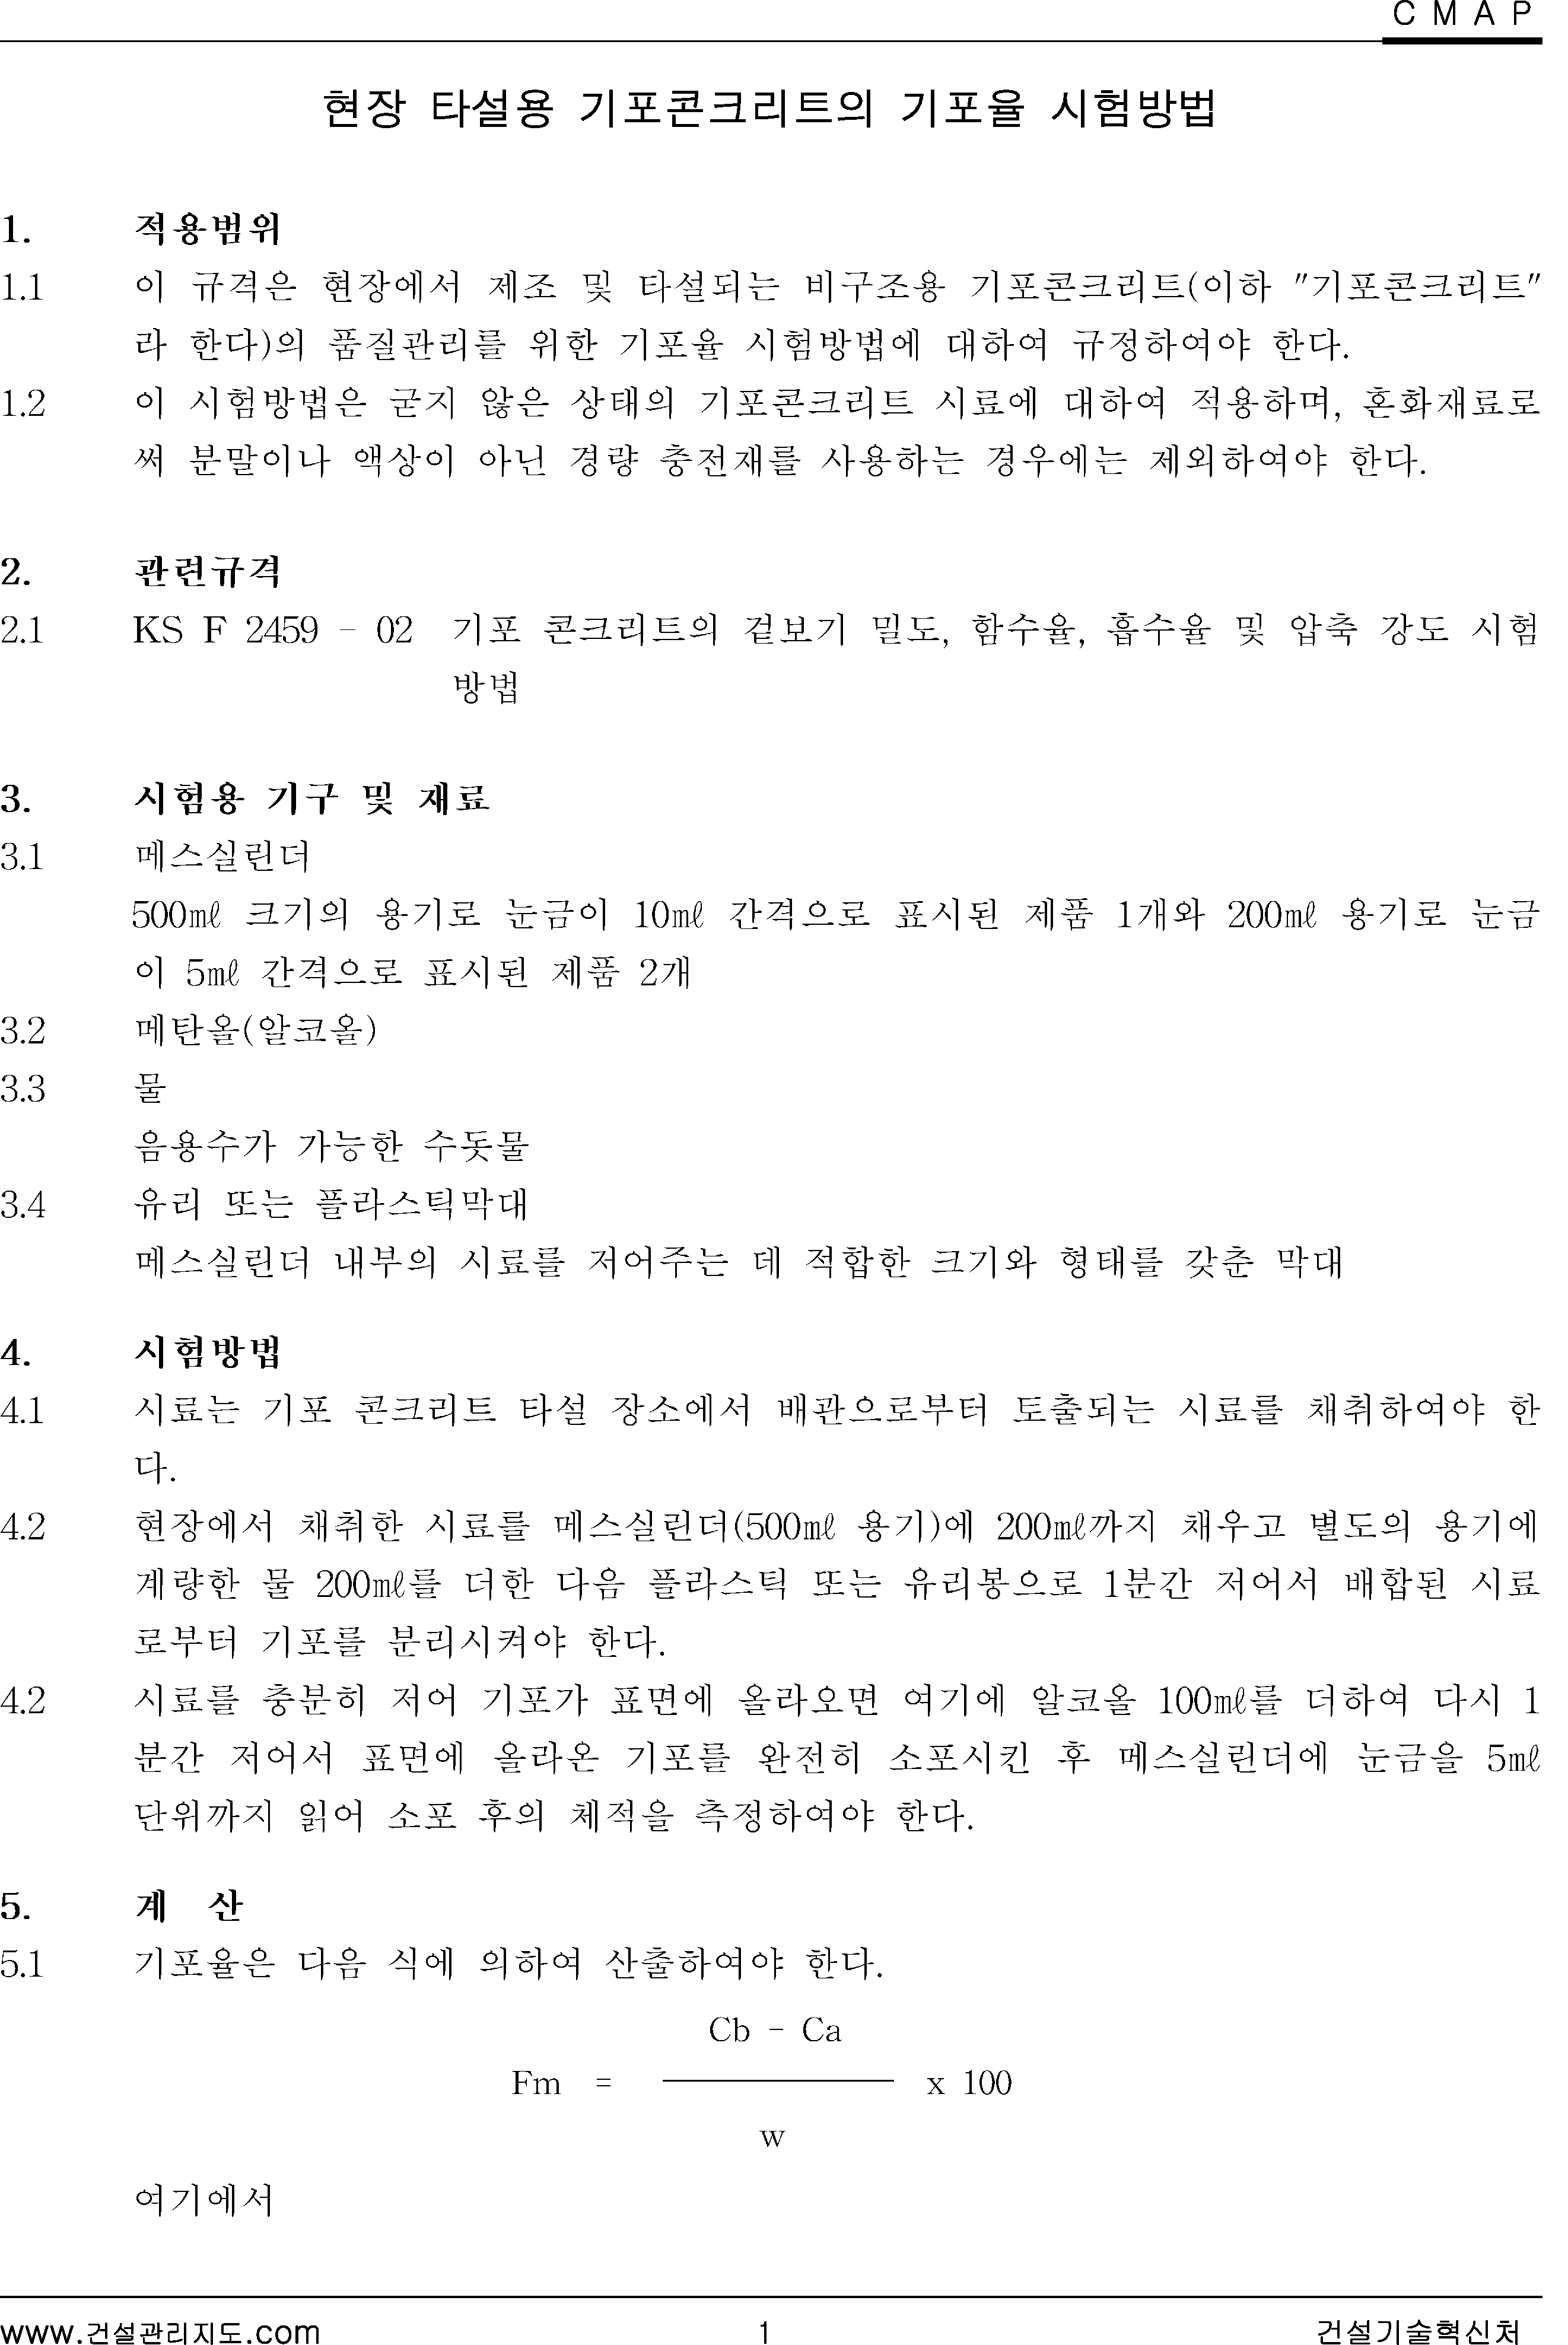 C M A P
현장 타설용 기포콘크리트의 기포율 시험방법
1. 적용범위
1.1 이 규격은 현장에서 제조 및 타설되는 비구조용 기포콘크리트(이하 "기포콘크리트"
라 한다)의 품질관리를 위한 기포율 시험방법에 대하여 규정하여야 한다.
1.2 이 시험방법은 굳지 않은 상태의 기포콘크리트 시료에 대하여 적용하며, 혼화재료로
써 분말이나 액상이 아닌 경량 충전재를 사용하는 경우에는 제외하여야 한다.
2. 관련규격
2.1 KS F 2459 - 02 기포 콘크리트의 겉보기 밀도, 함수율, 흡수율 및 압축 강도 시험
방법
3. 시험용 기구 및 재료
3.1 메스실린더
500㎖ 크기의 용기로 눈금이 10㎖ 간격으로 표시된 제품 1개와 200㎖ 용기로 눈금
이 5㎖ 간격으로 표시된 제품 2개
3.2 메탄올(알코올)
3.3 물
음용수가 가능한 수돗물
3.4 유리 또는 플라스틱막대
메스실린더 내부의 시료를 저어주는 데 적합한 크기와 형태를 갖춘 막대
4. 시험방법
4.1 시료는 기포 콘크리트 타설 장소에서 배관으로부터 토출되는 시료를 채취하여야 한
다.
4.2 현장에서 채취한 시료를 메스실린더(500㎖ 용기)에 200㎖까지 채우고 별도의 용기에
계량한 물 200㎖를 더한 다음 플라스틱 또는 유리봉으로 1분간 저어서 배합된 시료
로부터 기포를 분리시켜야 한다.
4.2 시료를 충분히 저어 기포가 표면에 올라오면 여기에 알코올 100㎖를 더하여 다시 1
분간 저어서 표면에 올라온 기포를 완전히 소포시킨 후 메스실린더에 눈금을 5㎖
단위까지 읽어 소포 후의 체적을 측정하여야 한다.
5. 계 산
5.1 기포율은 다음 식에 의하여 산출하여야 한다.
Cb - Ca
Fm = x 100
w
여기에서
www.건설관리지도.com 1 건설기술혁신처